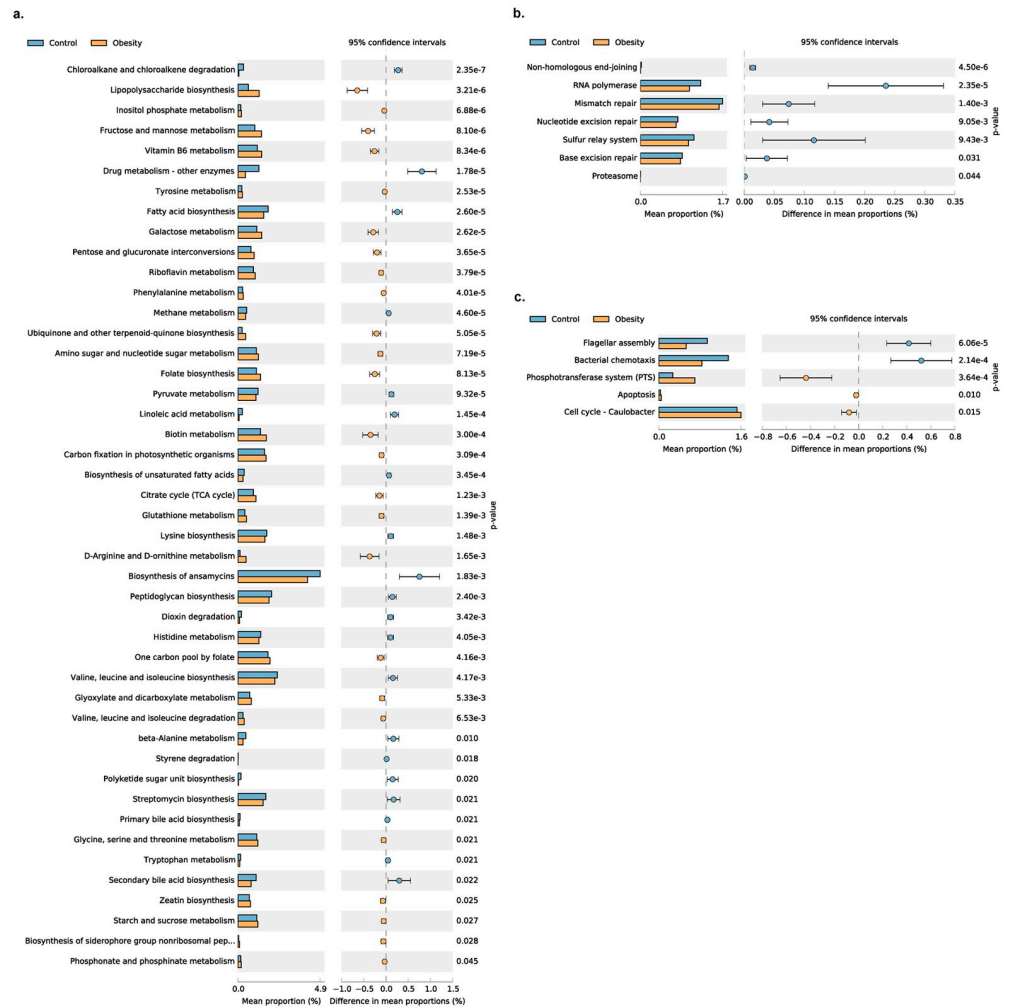 a.
Control Obesity 95% confidence intervals
Chloroalkane and chloroalkene degradation 2.35e-7
Lipopolysaccharide biosynthesis 3.21e-6
Inositol phosphate metabolism 6.88e-6
Fructose and mannose metabolism 8.10e-6
Vitamin B6 metabolism 8.34e-6
Drug metabolism - other enzymes 1.78e-5
Tyrosine metabolism 2.53e-5
Fatty acid biosynthesis 2.60e-5
Galactose metabolism 2.62e-5
Pentose and glucuronate interconversions 3.65e-5
Riboflavin metabolism 3.79e-5
Phenylalanine metabolism 4.01e-5
Methane metabolism 4.60e-5
Ubiquinone and other terpenoid-quinone biosynthesis 5.05e-5
Amino sugar and nucleotide sugar metabolism 7.19e-5
Folate biosynthesis 8.13e-5
Pyruvate metabolism 9.32e-5
Linoleic acid metabolism 1.45e-4
Biotin metabolism 3.00e-4
Carbon fixation in photosynthetic organisms 3.09e-4
Biosynthesis of unsaturated fatty acids 3.45e-4
Citrate cycle (TCA cycle) 1.23e-3
Glutathione metabolism 1.39e-3
p-value
Lysine biosynthesis 1.48e-3
D-Arginine and D-ornithine metabolism 1.65e-3
Biosynthesis of ansamycins 1.83e-3
Peptidoglycan biosynthesis 2.40e-3
Dioxin degradation 3.42e-3
Histidine metabolism 4.05e-3
One carbon pool by folate 4.16e-3
Valine, leucine and isoleucine biosynthesis 4.17e-3
Glyoxylate and dicarboxylate metabolism 5.33e-3
Valine, leucine and isoleucine degradation 6.53e-3
beta-Alanine metabolism 0.010
Styrene degradation 0.018
Polyketide sugar unit biosynthesis 0.020
Streptomycin biosynthesis 0.021
Primary bile acid biosynthesis 0.021
Glycine, serine and threonine metabolism 0.021
Tryptophan metabolism 0.021
Secondary bile acid biosynthesis 0.022
Zeatin biosynthesis 0.025
Starch and sucrose metabolism 0.027
Biosynthesis of siderophore group nonribosomal pep... 0.028
Phosphonate and phosphinate metabolism 0.045
0.0 4.9 −1.0 −0.5 0.0 0.5 1.0 1.5
Mean proportion (%) Difference in mean proportions (%)
b.
Control Obesity 95% confidence intervals
Non-homologous end-joining 4.50e-6
RNA polymerase 2.35e-5
Mismatch repair 1.40e-3
Nucleotide excision repair 9.05e-3
p-value
Sulfur relay system 9.43e-3
Base excision repair 0.031
Proteasome 0.044
0.0 1.7 0.00 0.05 0.10 0.15 0.20 0.25 0.30 0.35
Mean proportion (%) Difference in mean proportions (%)
c.
Control Obesity 95% confidence intervals
Flagellar assembly 6.06e-5
Bacterial chemotaxis 2.14e-4
Phosphotransferase system (PTS) 3.64e-4
p-value
Apoptosis 0.010
Cell cycle - Caulobacter 0.015
0.0 1.6 −0.8 −0.6 −0.4 −0.2 0.0 0.2 0.4 0.6 0.8
Mean proportion (%) Difference in mean proportions (%)